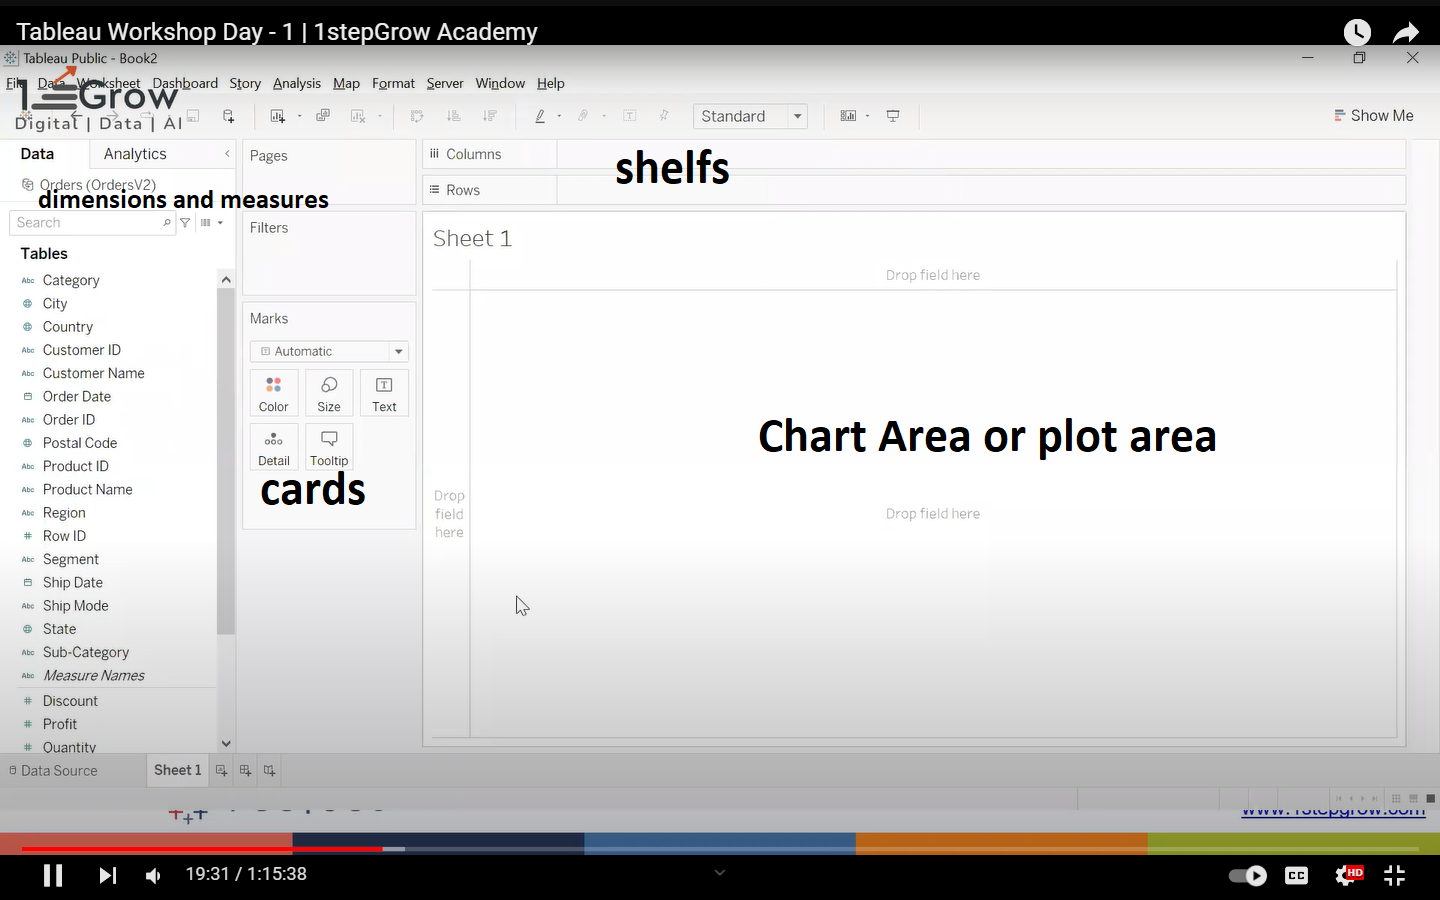 Tableau Workshop Day - 1 | 1stepGrow Academy
Tableau Public - Book2
File Data Worksheet Dashboard Story Analysis Map Format Server Window Help
1 Grow
Digital | Data | AI
Standard
Show Me
Data Analytics
Pages
Columns
shelfs
Orders (OrdersV2)
Rows
dimensions and measures
Search
Filters
Sheet 1
Tables
Drop field here
Category
City
Country
Marks
Customer ID
Automatic
Customer Name
Order Date
Color Size Text
Order ID
Postal Code
Chart Area or plot area
Product ID
Detail Tooltip
Product Name
cards
Drop
field
here
Drop field here
Region
Row ID
Segment
Ship Date
Ship Mode
State
Sub-Category
Measure Names
Discount
Profit
Quantity
Data Source Sheet 1
www.1stepgrow.com
19:31 / 1:15:38
CC
HD